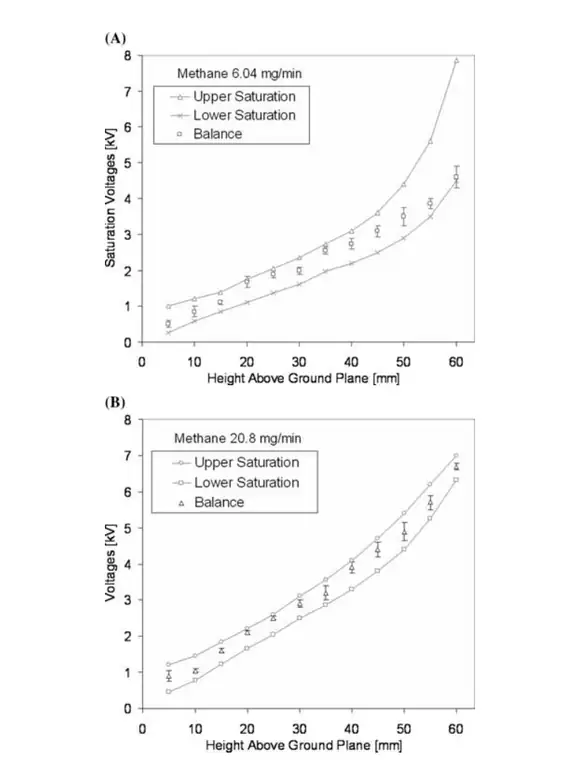 (A)
Methane 6.04 mg/min
Upper Saturation
Lower Saturation
Balance
Saturation Voltages [kV]
8
7
6
5
4
3
2
1
0
0 10 20 30 40 50 60
Height Above Ground Plane [mm]
(B)
Methane 20.8 mg/min
Upper Saturation
Lower Saturation
Balance
Voltages [kV]
8
7
6
5
4
3
2
1
0
0 10 20 30 40 50 60
Height Above Ground Plane [mm]